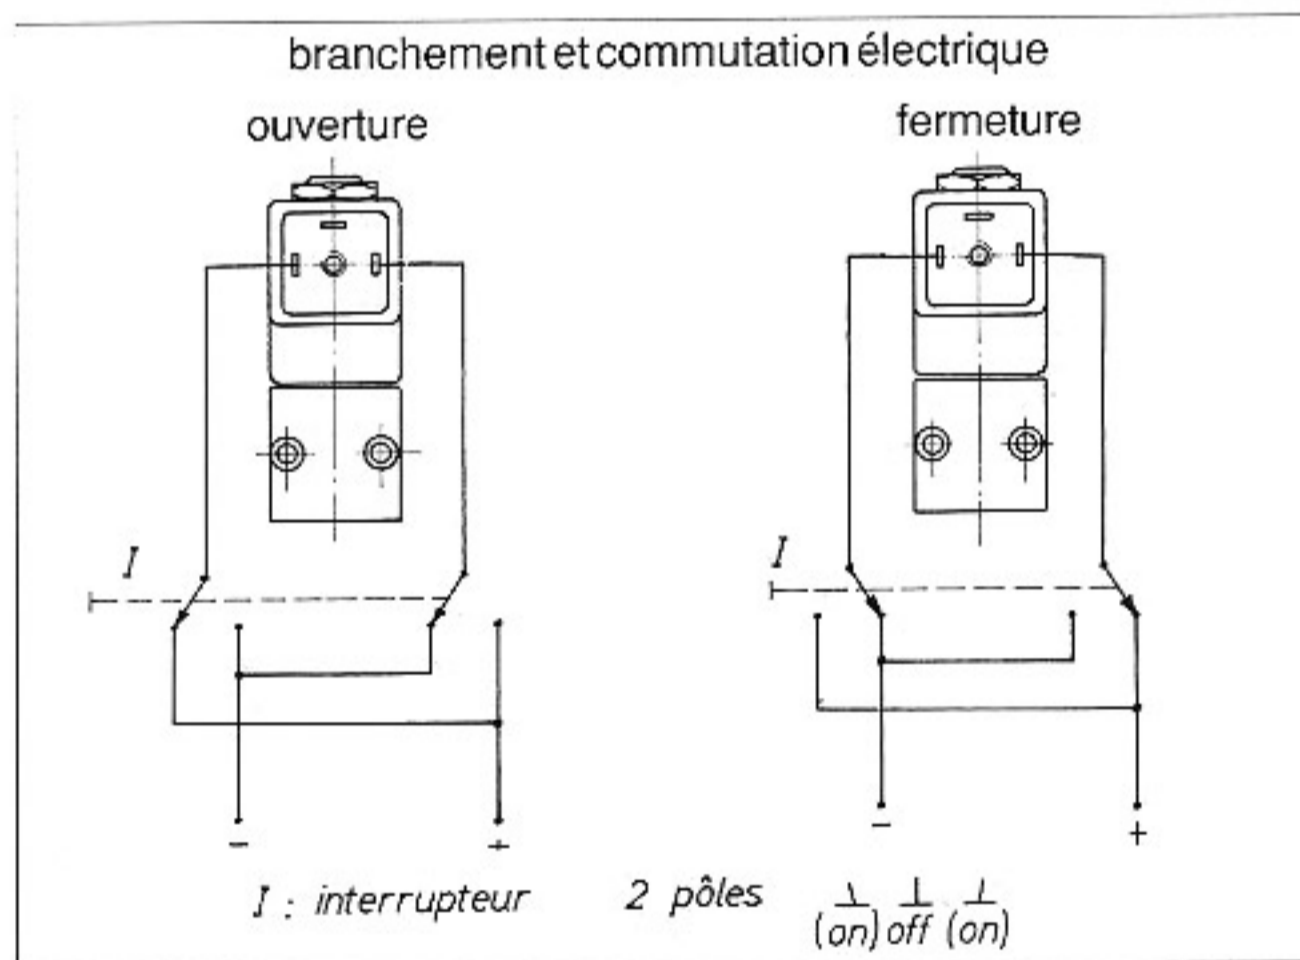 branchement et commutation électrique
ouverture
fermeture
I
I
- +
- +
I : interrupteur 2 pôles (on) off (on)